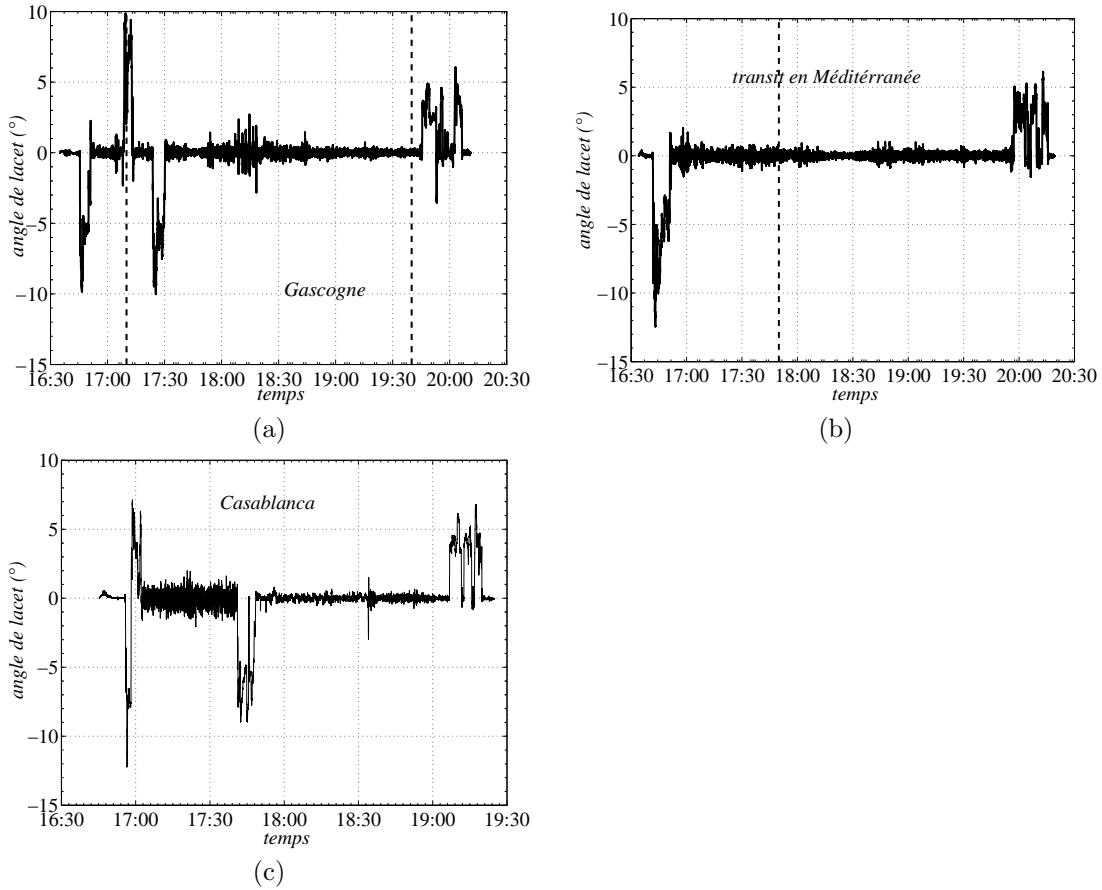 10
5
0
−5
−10
−15
angle de lacet (°)
Gascogne
16:30 17:00 17:30 18:00 18:30 19:00 19:30 20:00 20:30
temps
(a)
10
5
0
−5
−10
−15
angle de lacet (°)
transit en Méditérranée
16:30 17:00 17:30 18:00 18:30 19:00 19:30 20:00 20:30
temps
(b)
10
5
0
−5
−10
−15
angle de lacet (°)
Casablanca
16:30 17:00 17:30 18:00 18:30 19:00 19:30
temps
(c)